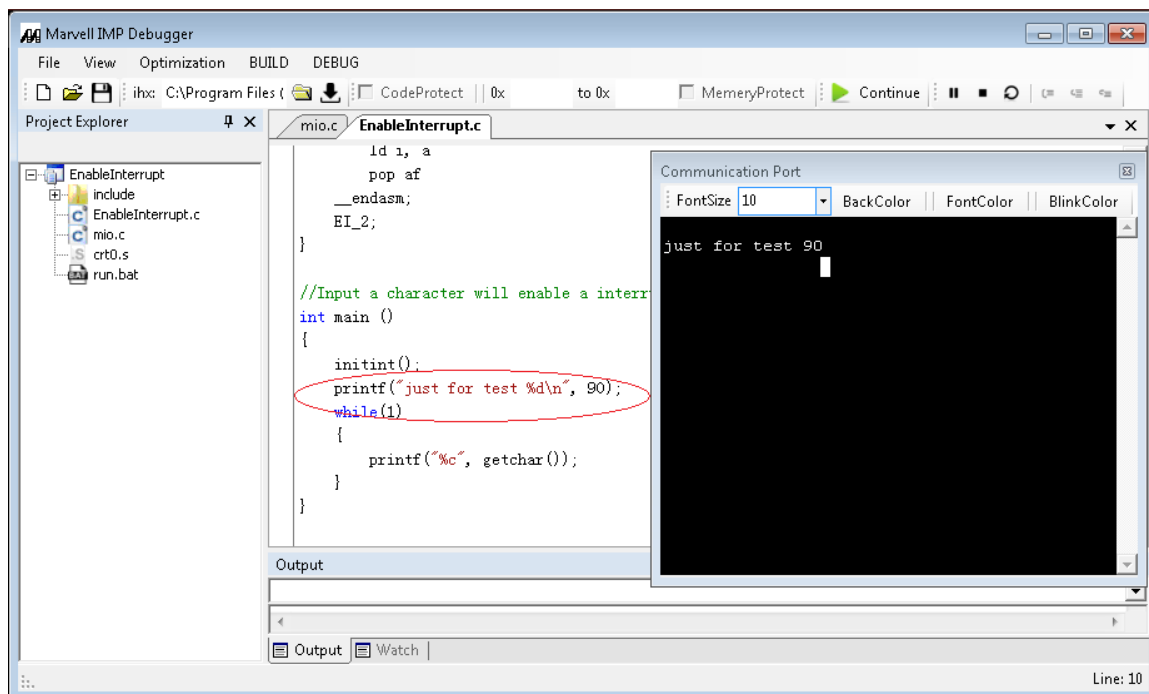 Marvell IMP Debugger
File View Optimization BUILD DEBUG
ihx: C:\Program Files ( CodeProtect 0x to 0x MemeryProtect Continue
Project Explorer
EnableInterrupt
include
EnableInterrupt.c
mio.c
crt0.s
run.bat
mio.c EnableInterrupt.c
ld i, a
pop af
__endasm;
EI_2;
}
//Input a character will enable a interr
int main ()
{
initint();
printf("just for test %d\n", 90);
while(1)
{
printf("%c", getchar());
}
}
Communication Port
FontSize 10 BackColor FontColor BlinkColor
just for test 90
Output
Output Watch
Line: 10